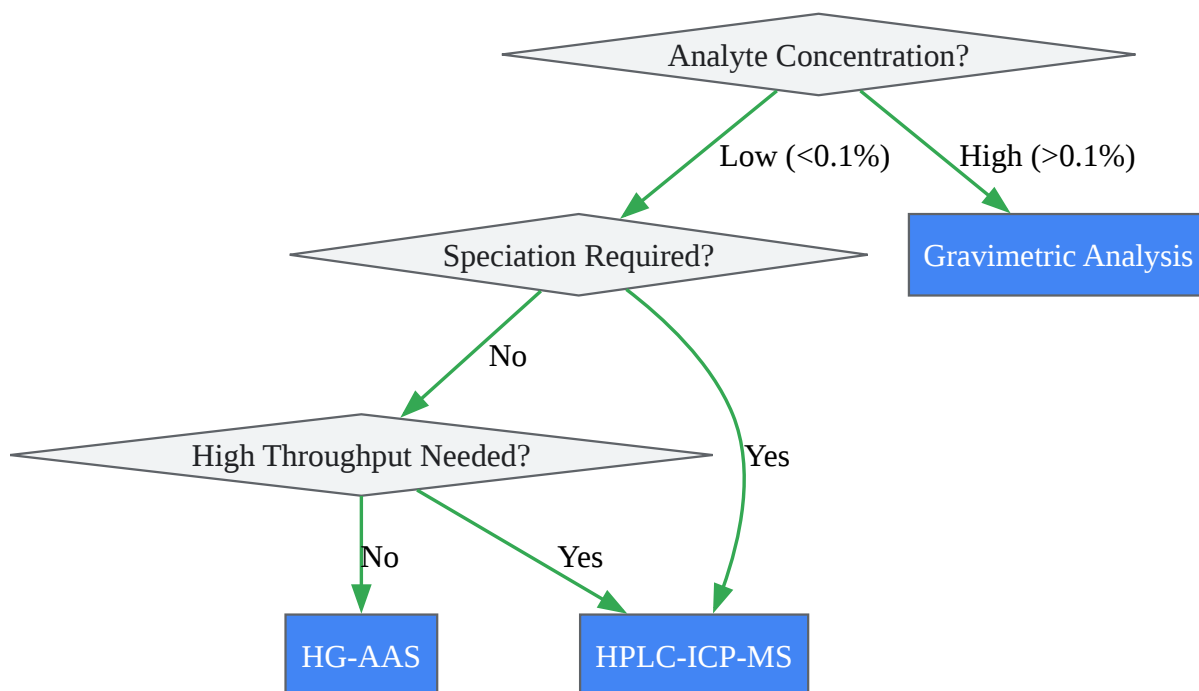 Analyte Concentration?
Low (<0.1%)
High (>0.1%)
Speciation Required?
Gravimetric Analysis
No
High Throughput Needed?
Yes
No
Yes
HG-AAS
HPLC-ICP-MS